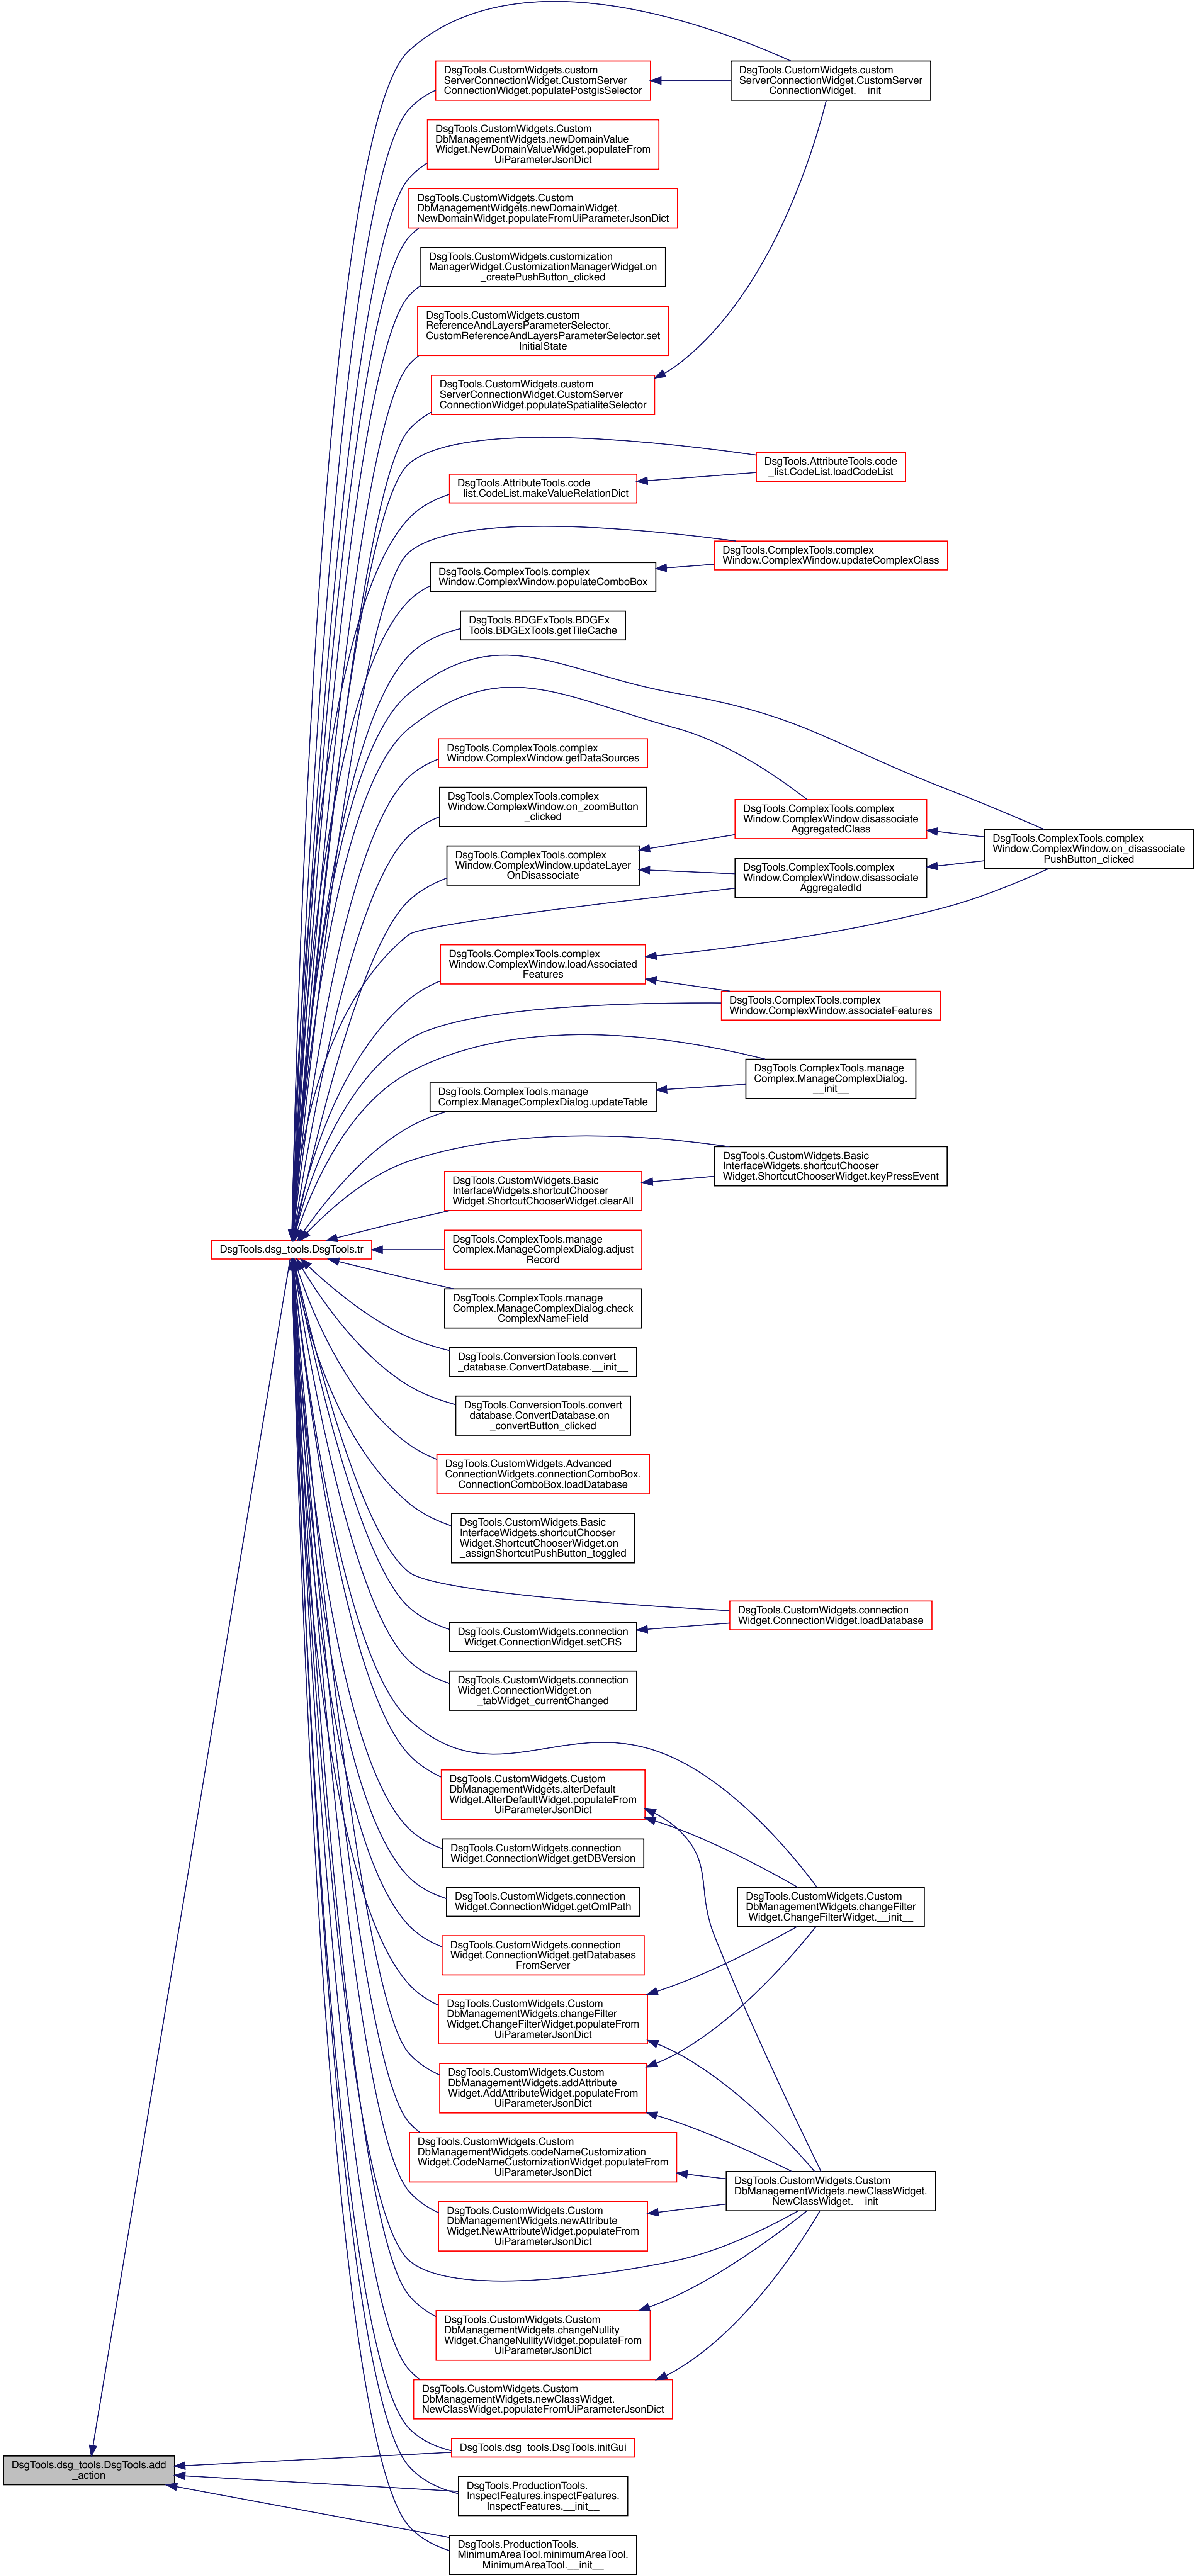 DsgTools.CustomWidgets.custom
ServerConnectionWidget.CustomServer
ConnectionWidget.populatePostgisSelector
DsgTools.CustomWidgets.custom
ServerConnectionWidget.CustomServer
ConnectionWidget.__init__
DsgTools.CustomWidgets.Custom
DbManagementWidgets.newDomainValue
Widget.NewDomainValueWidget.populateFrom
UiParameterJsonDict
DsgTools.CustomWidgets.Custom
DbManagementWidgets.newDomainWidget.
NewDomainWidget.populateFromUiParameterJsonDict
DsgTools.CustomWidgets.customization
ManagerWidget.CustomizationManagerWidget.on
_createPushButton_clicked
DsgTools.CustomWidgets.custom
ReferenceAndLayersParameterSelector.
CustomReferenceAndLayersParameterSelector.set
InitialState
DsgTools.CustomWidgets.custom
ServerConnectionWidget.CustomServer
ConnectionWidget.populateSpatialiteSelector
DsgTools.AttributeTools.code
_list.CodeList.loadCodeList
DsgTools.AttributeTools.code
_list.CodeList.makeValueRelationDict
DsgTools.ComplexTools.complex
Window.ComplexWindow.updateComplexClass
DsgTools.ComplexTools.complex
Window.ComplexWindow.populateComboBox
DsgTools.BDGExTools.BDGEx
Tools.BDGExTools.getTileCache
DsgTools.ComplexTools.complex
Window.ComplexWindow.getDataSources
DsgTools.ComplexTools.complex
Window.ComplexWindow.on_zoomButton
_clicked
DsgTools.ComplexTools.complex
Window.ComplexWindow.disassociate
AggregatedClass
DsgTools.ComplexTools.complex
Window.ComplexWindow.on_disassociate
PushButton_clicked
DsgTools.ComplexTools.complex
Window.ComplexWindow.updateLayer
OnDisassociate
DsgTools.ComplexTools.complex
Window.ComplexWindow.disassociate
AggregatedId
DsgTools.ComplexTools.complex
Window.ComplexWindow.loadAssociated
Features
DsgTools.ComplexTools.complex
Window.ComplexWindow.associateFeatures
DsgTools.ComplexTools.manage
Complex.ManageComplexDialog.
__init__
DsgTools.ComplexTools.manage
Complex.ManageComplexDialog.updateTable
DsgTools.CustomWidgets.Basic
InterfaceWidgets.shortcutChooser
Widget.ShortcutChooserWidget.keyPressEvent
DsgTools.CustomWidgets.Basic
InterfaceWidgets.shortcutChooser
Widget.ShortcutChooserWidget.clearAll
DsgTools.dsg_tools.DsgTools.tr
DsgTools.ComplexTools.manage
Complex.ManageComplexDialog.adjust
Record
DsgTools.ComplexTools.manage
Complex.ManageComplexDialog.check
ComplexNameField
DsgTools.ConversionTools.convert
_database.ConvertDatabase.__init__
DsgTools.ConversionTools.convert
_database.ConvertDatabase.on
_convertButton_clicked
DsgTools.CustomWidgets.Advanced
ConnectionWidgets.connectionComboBox.
ConnectionComboBox.loadDatabase
DsgTools.CustomWidgets.Basic
InterfaceWidgets.shortcutChooser
Widget.ShortcutChooserWidget.on
_assignShortcutPushButton_toggled
DsgTools.CustomWidgets.connection
Widget.ConnectionWidget.loadDatabase
DsgTools.CustomWidgets.connection
Widget.ConnectionWidget.setCRS
DsgTools.CustomWidgets.connection
Widget.ConnectionWidget.on
_tabWidget_currentChanged
DsgTools.CustomWidgets.Custom
DbManagementWidgets.alterDefault
Widget.AlterDefaultWidget.populateFrom
UiParameterJsonDict
DsgTools.CustomWidgets.connection
Widget.ConnectionWidget.getDBVersion
DsgTools.CustomWidgets.connection
Widget.ConnectionWidget.getQmlPath
DsgTools.CustomWidgets.Custom
DbManagementWidgets.changeFilter
Widget.ChangeFilterWidget.__init__
DsgTools.CustomWidgets.connection
Widget.ConnectionWidget.getDatabases
FromServer
DsgTools.CustomWidgets.Custom
DbManagementWidgets.changeFilter
Widget.ChangeFilterWidget.populateFrom
UiParameterJsonDict
DsgTools.CustomWidgets.Custom
DbManagementWidgets.addAttribute
Widget.AddAttributeWidget.populateFrom
UiParameterJsonDict
DsgTools.CustomWidgets.Custom
DbManagementWidgets.codeNameCustomization
Widget.CodeNameCustomizationWidget.populateFrom
UiParameterJsonDict
DsgTools.CustomWidgets.Custom
DbManagementWidgets.newClassWidget.
NewClassWidget.__init__
DsgTools.CustomWidgets.Custom
DbManagementWidgets.newAttribute
Widget.NewAttributeWidget.populateFrom
UiParameterJsonDict
DsgTools.CustomWidgets.Custom
DbManagementWidgets.changeNullity
Widget.ChangeNullityWidget.populateFrom
UiParameterJsonDict
DsgTools.CustomWidgets.Custom
DbManagementWidgets.newClassWidget.
NewClassWidget.populateFromUiParameterJsonDict
DsgTools.dsg_tools.DsgTools.initGui
DsgTools.dsg_tools.DsgTools.add
_action
DsgTools.ProductionTools.
InspectFeatures.inspectFeatures.
InspectFeatures.__init__
DsgTools.ProductionTools.
MinimumAreaTool.minimumAreaTool.
MinimumAreaTool.__init__